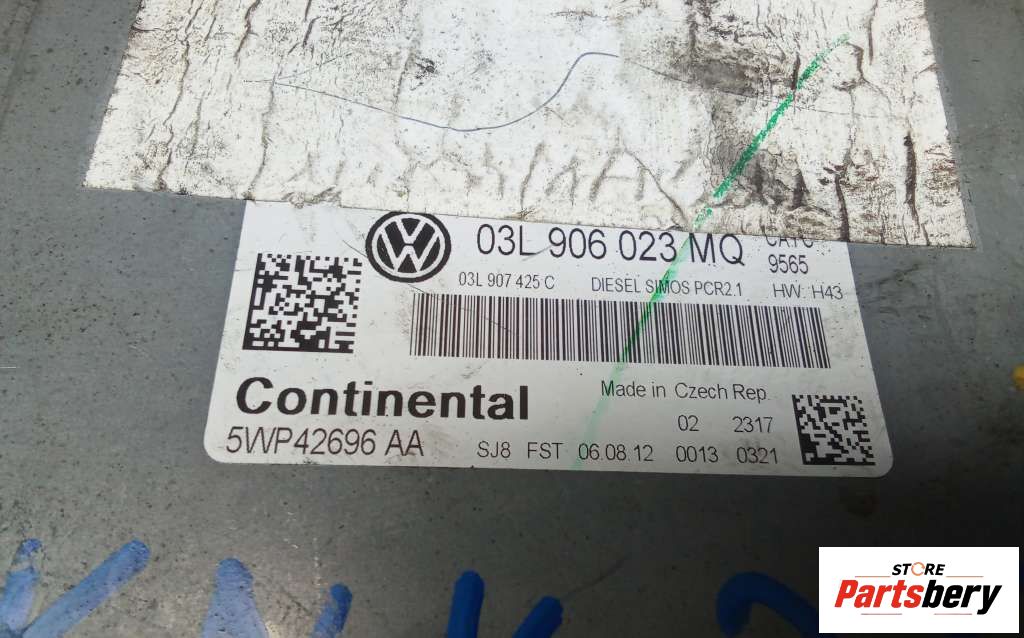 03L 906 023 MQ
9565
03L 907 425 C DIESEL SIMOS PCR2.1 HW: H43
Continental
Made in Czech Rep.
02 2317
5WP42696 AA
SJ8 FST 06.08.12 0013 0321
STORE
Partsbery